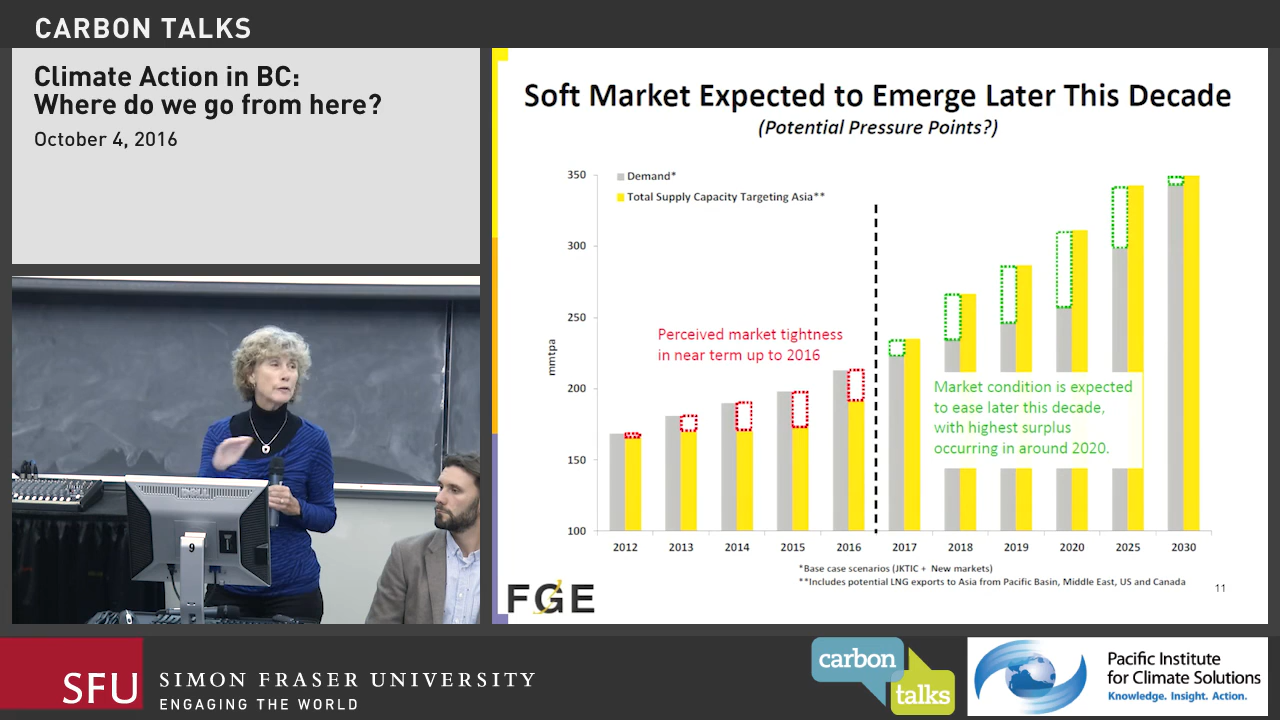 CARBON TALKS
Climate Action in BC:
Where do we go from here?
October 4, 2016
9
Soft Market Expected to Emerge Later This Decade
(Potential Pressure Points?)
Demand*
Total Supply Capacity Targeting Asia**
mmtpa
350
300
250
200
150
100
Perceived market tightness
in near term up to 2016
Market condition is expected
to ease later this decade,
with highest surplus
occurring in around 2020.
2012 2013 2014 2015 2016 2017 2018 2019 2020 2025 2030
*Base case scenarios (JKTIC + New markets)
**Includes potential LNG exports to Asia from Pacific Basin, Middle East, US and Canada
FGE
11
SFU
SIMON FRASER UNIVERSITY
ENGAGING THE WORLD
carbon
talks
Pacific Institute
for Climate Solutions
Knowledge. Insight. Action.